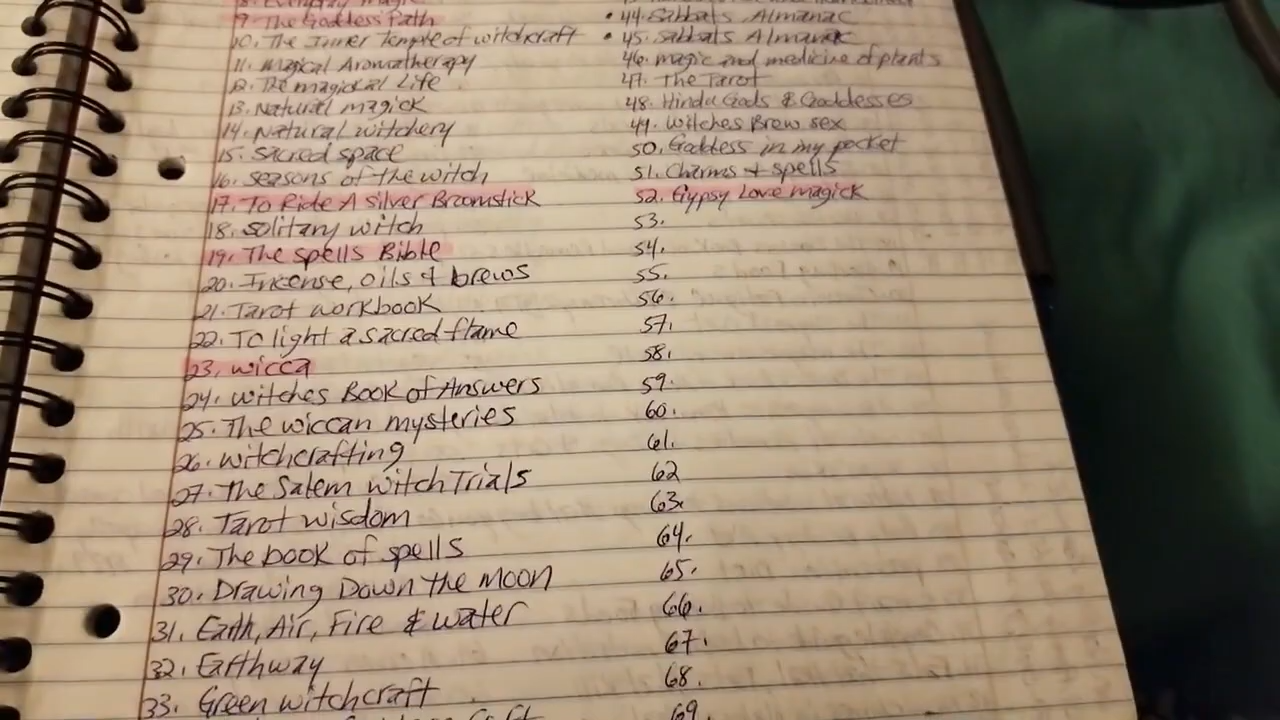 8. Everyday magic
9. The Goddess Path
10. The Inner Temple of witchcraft
11. Magical Aromatherapy
12. The magickal Life
13. Natural magick
14. Natural witchery
15. Sacred space
16. Seasons of the witch
17. To Ride A Silver Broomstick
18. Solitary witch
19. The Spells Bible
20. Incense, oils & brews
21. Tarot workbook
22. To light a sacred flame
23. wicca
24. witches Book of Answers
25. The wiccan mysteries
26. witchcrafting
27. The Salem Witch Trials
28. Tarot wisdom
29. The book of spells
30. Drawing Down the moon
31. Earth, Air, Fire & water
32. Earthway
33. Green witchcraft
• 44. Sabbats Almanac
• 45. Sabbats Almanac
46. magic and medicine of plants
47. The Tarot
48. Hindu Gods & Goddesses
49. Witches Brew sex
50. Goddess in my pocket
51. Charms & spells
52. Gypsy Love magick
53.
54.
55.
56.
57.
58.
59.
60.
61.
62
63.
64.
65.
66.
67.
68.
69.